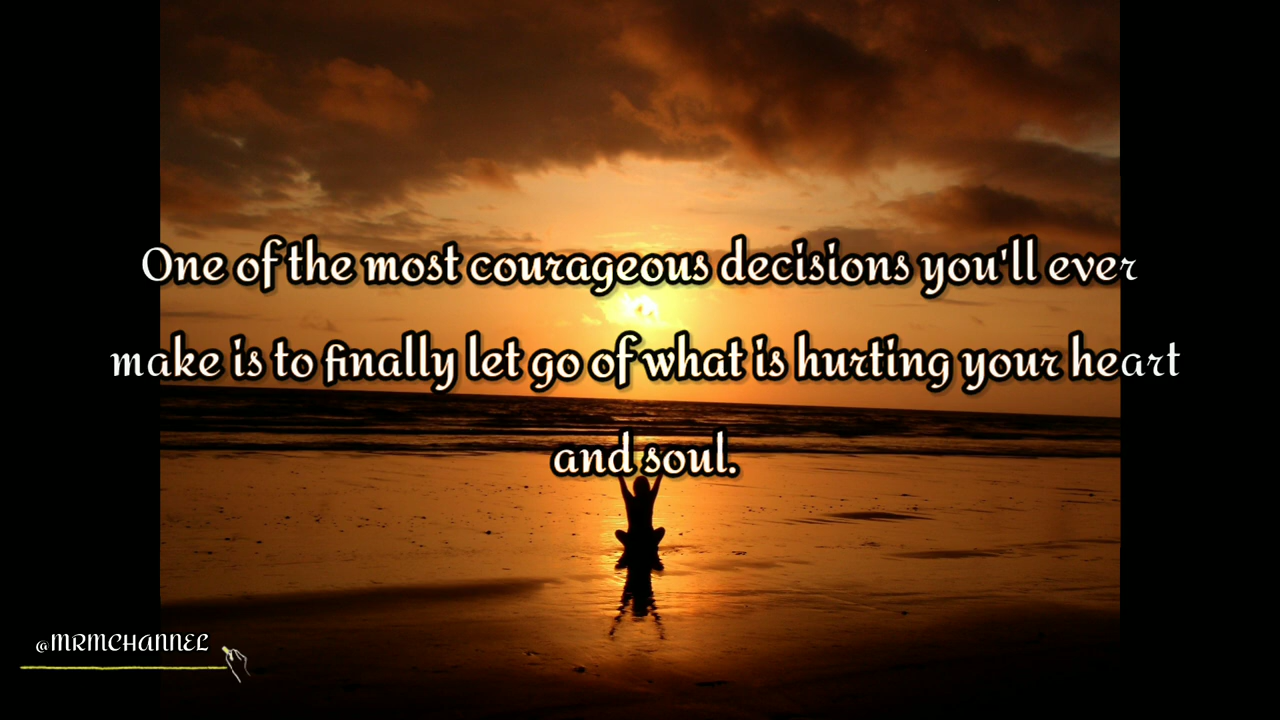 One of the most courageous decisions you'll ever
make is to finally let go of what is hurting your heart
and soul.
@MRMCHANNEL